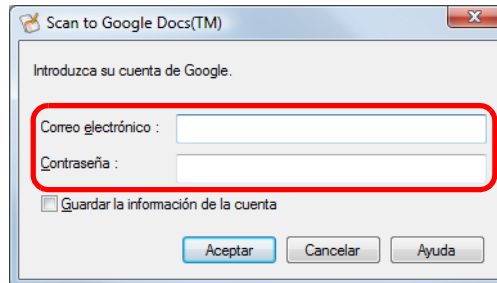 Scan to Google Docs(TM)
Introduzca su cuenta de Google.
Correo electrónico :
Contraseña :
Guardar la información de la cuenta
Aceptar Cancelar Ayuda